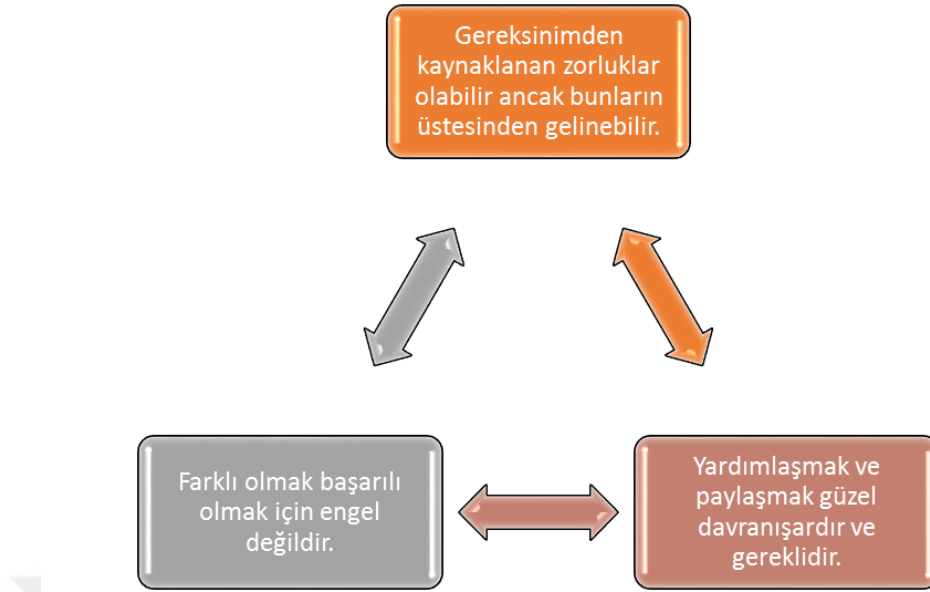 Gereksinimden
kaynaklanan zorluklar
olabilir ancak bunların
üstesinden gelinebilir.
Farklı olmak başarılı
olmak için engel
değildir.
Yardımlaşmak ve
paylaşmak güzel
davranışardır ve
gereklidir.